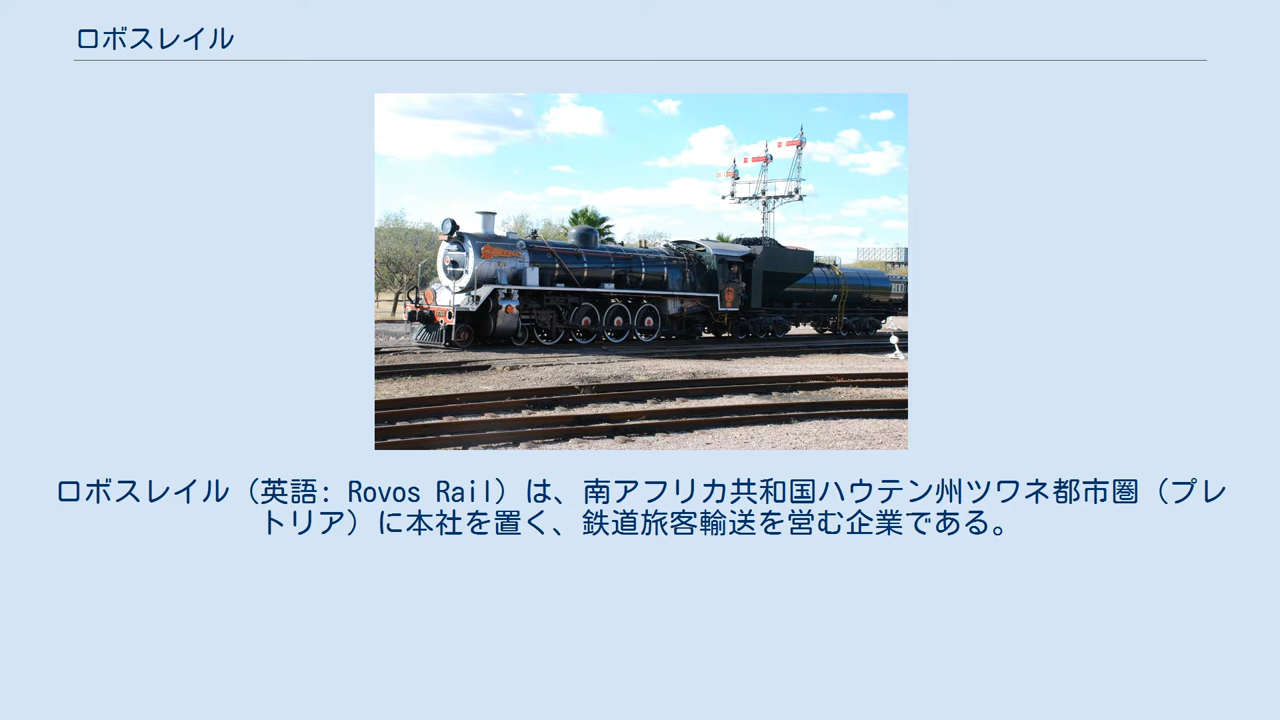 ロボスレイル
ロボスレイル（英語: Rovos Rail）は、南アフリカ共和国ハウテン州ツワネ都市圏（プレ
トリア）に本社を置く、鉄道旅客輸送を営む企業である。